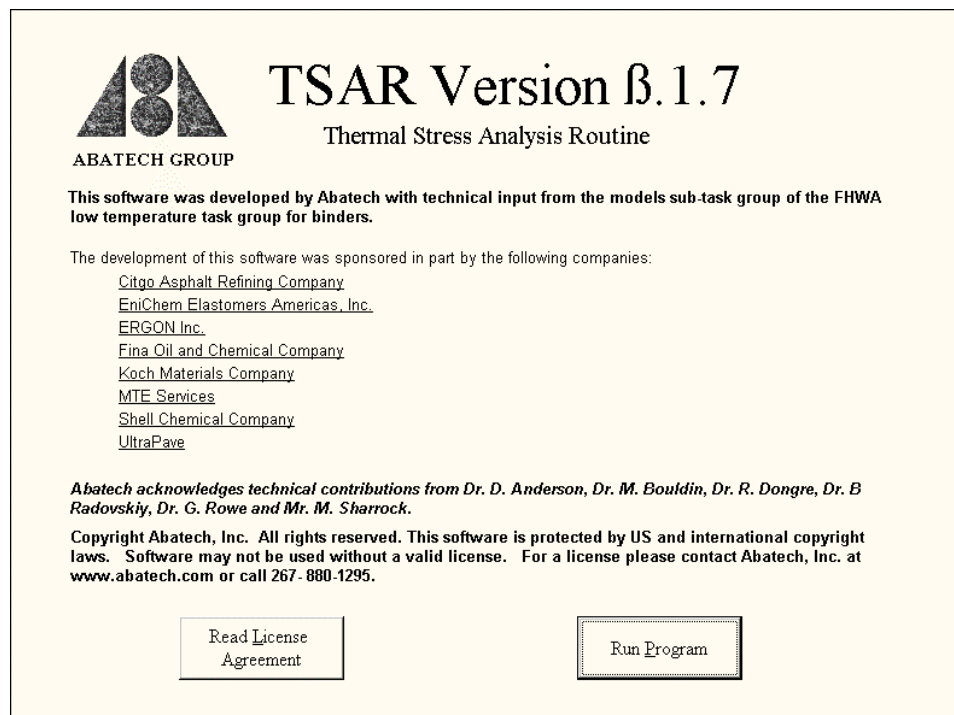 TSAR Version ß.1.7
Thermal Stress Analysis Routine
ABATECH GROUP
This software was developed by Abatech with technical input from the models sub-task group of the FHWA
low temperature task group for binders.
The development of this software was sponsored in part by the following companies:
Citgo Asphalt Refining Company
EniChem Elastomers Americas, Inc.
ERGON Inc.
Fina Oil and Chemical Company
Koch Materials Company
MTE Services
Shell Chemical Company
UltraPave
Abatech acknowledges technical contributions from Dr. D. Anderson, Dr. M. Bouldin, Dr. R. Dongre, Dr. B
Radovskiy, Dr. G. Rowe and Mr. M. Sharrock.
Copyright Abatech, Inc. All rights reserved. This software is protected by US and international copyright
laws. Software may not be used without a valid license. For a license please contact Abatech, Inc. at
www.abatech.com or call 267- 880-1295.
Read License
Agreement
Run Program